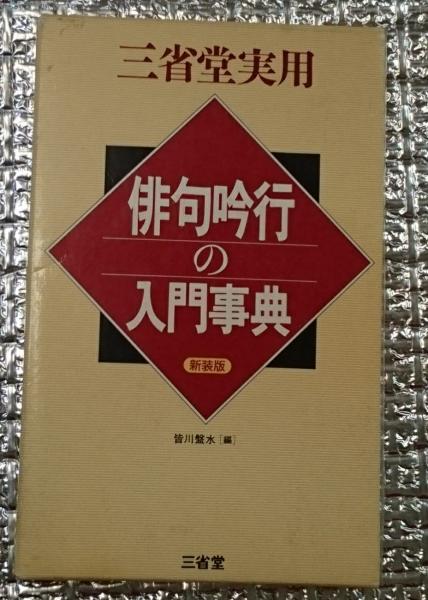 三省堂実用
俳句吟行
の
入門事典
新装版
皆川盤水［編］
三省堂